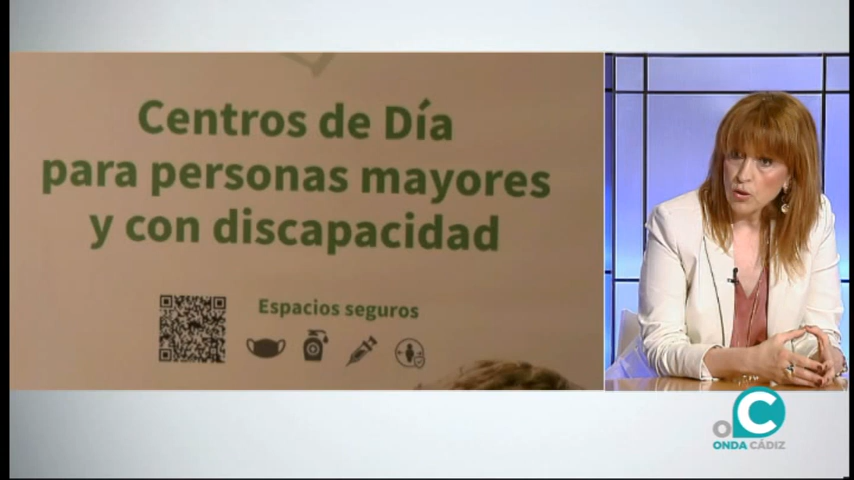 Centros de Día
para personas mayores
y con discapacidad
Espacios seguros
ONDA CÁDIZ